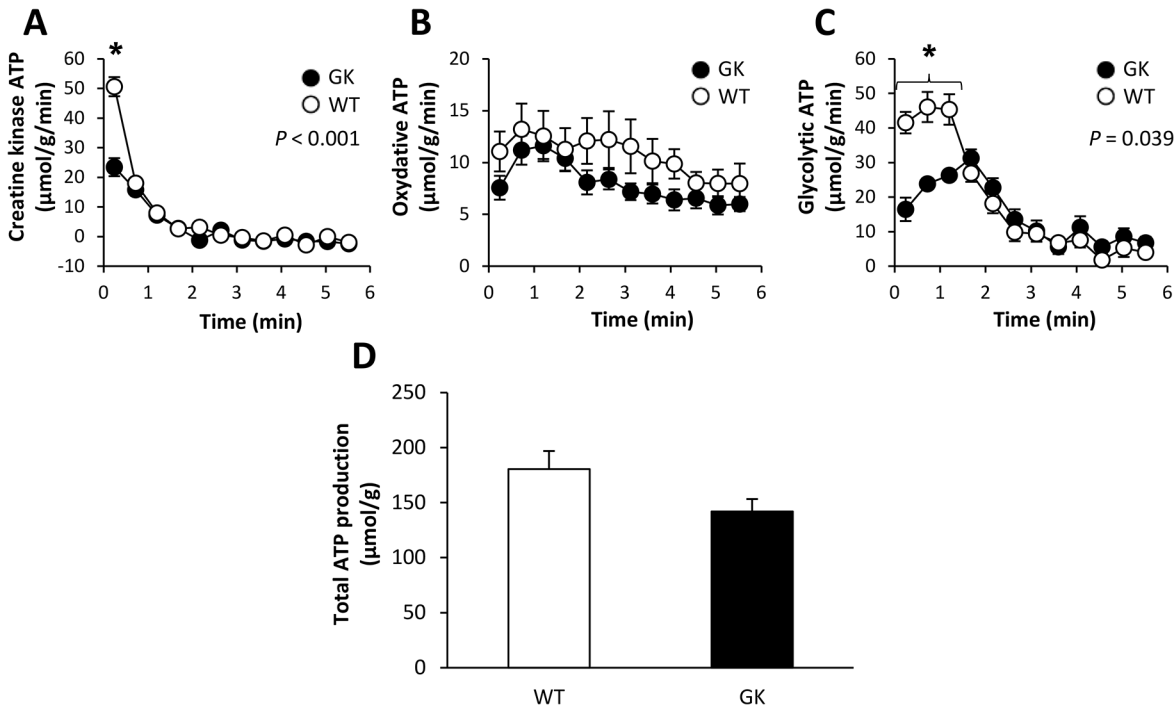 A
Creatine kinase ATP
(µmol/g/min)
60
50
40
30
20
10
0
-10
*
GK
WT
P < 0.001
0 1 2 3 4 5 6
Time (min)
B
Oxydative ATP
(µmol/g/min)
20
15
10
5
0
GK
WT
0 1 2 3 4 5 6
Time (min)
C
Glycolytic ATP
(µmol/g/min)
60
50
40
30
20
10
0
*
GK
WT
P = 0.039
0 1 2 3 4 5 6
Time (min)
D
Total ATP production
(µmol/g)
250
200
150
100
50
0
WT GK